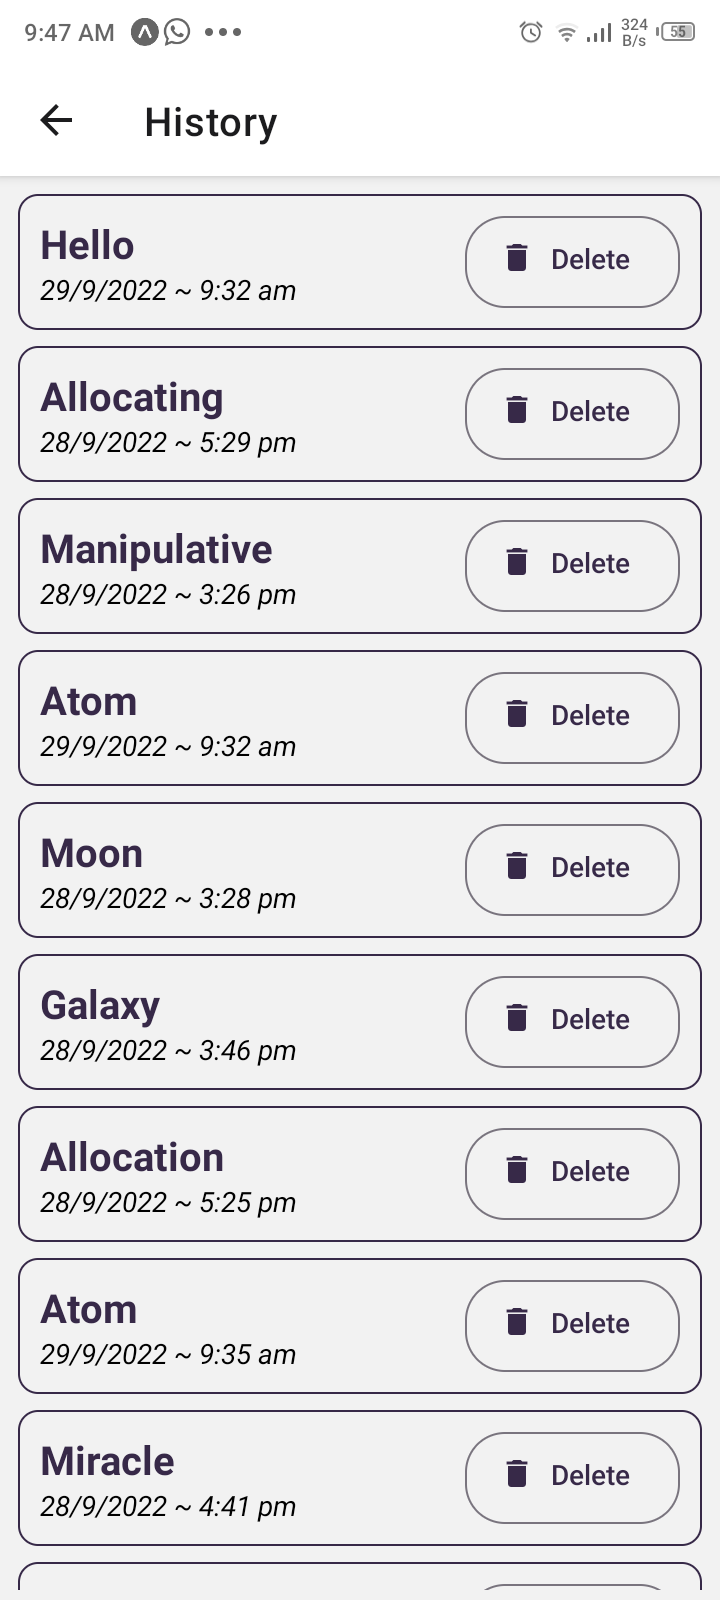 9:47 AM 324 B/s 55
History
Hello
29/9/2022 ~ 9:32 am
Delete
Allocating
28/9/2022 ~ 5:29 pm
Delete
Manipulative
28/9/2022 ~ 3:26 pm
Delete
Atom
29/9/2022 ~ 9:32 am
Delete
Moon
28/9/2022 ~ 3:28 pm
Delete
Galaxy
28/9/2022 ~ 3:46 pm
Delete
Allocation
28/9/2022 ~ 5:25 pm
Delete
Atom
29/9/2022 ~ 9:35 am
Delete
Miracle
28/9/2022 ~ 4:41 pm
Delete